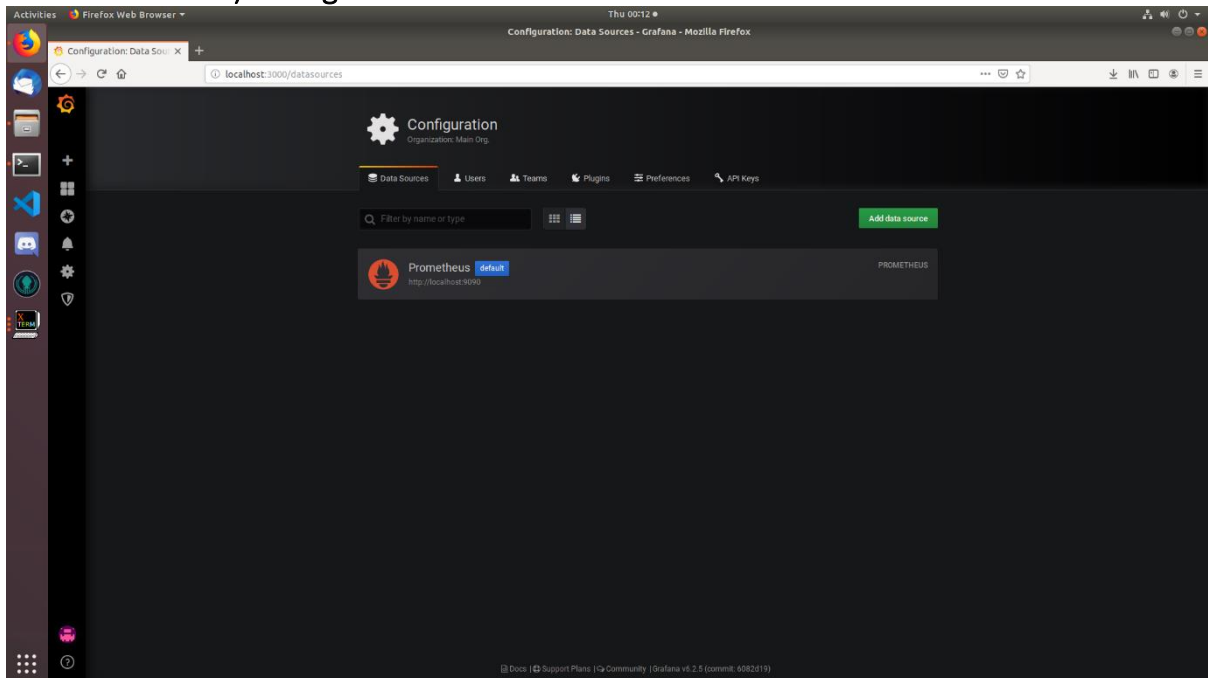 Activities Firefox Web Browser Thu 00:12
Configuration: Data Sources - Grafana - Mozilla Firefox
Configuration: Data Sour
localhost:3000/datasources
Configuration
Organization: Main Org.
Data Sources Users Teams Plugins Preferences API Keys
Filter by name or type Add data source
Prometheus default PROMETHEUS
http://localhost:9090
X TERM
Docs | Support Plans | Community | Grafana v6.2.5 (commit: 6082d19)